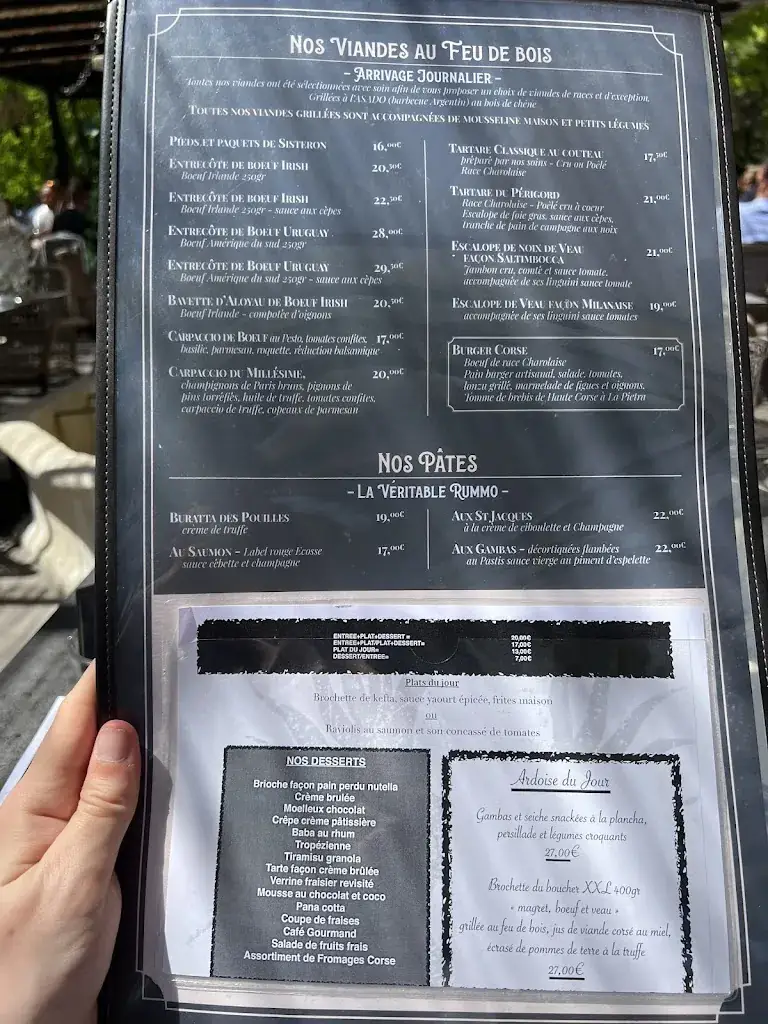 Nos Viandes au Feu de bois
- Arrivage Journalier -
Toutes nos viandes ont été sélectionnées avec soin afin de vous proposer un choix de viandes de races et d'exception.
Grillées à l'ASADO (barbecue Argentin) au bois de chêne
Toutes nos viandes grillées sont accompagnées de mousseline maison et petits légumes
Pieds et paquets de Sisteron 16,00€
Entrecôte de boeuf Irish 20,50€
Boeuf Irlande 250gr
Entrecôte de boeuf Irish 22,50€
Boeuf Irlande 250gr - sauce aux cèpes
Entrecôte de Boeuf Uruguay 28,00€
Boeuf Amérique du sud 250gr
Entrecôte de Boeuf Uruguay 29,50€
Boeuf Amérique du sud 250gr - sauce aux cèpes
Bavette d'Aloyau de Boeuf Irish 20,50€
Boeuf Irlande - compotée d'oignons
Carpaccio de Boeuf au Pesto, tomates confites, 17,00€
basilic, parmesan, roquette, réduction balsamique
Carpaccio du Millésime, 20,00€
champignons de Paris bruns, pignons de
pins torréfiés, huile de truffe, tomates confites,
carpaccio de truffe, copeaux de parmesan
Tartare Classique au couteau 17,50€
préparé par nos soins - Cru ou Poêlé
Race Charolaise
Tartare du Périgord 21,00€
Race Charolaise - Poêlé cru à coeur
Escalope de foie gras, sauce aux cèpes,
tranche de pain de campagne aux noix
Escalope de noix de Veau 21,00€
façon Saltimbocca
Jambon cru, comté et sauce tomate,
accompagnée de ses linguini sauce tomate
Escalope de Veau façon Milanaise 19,00€
accompagnée de ses linguini sauce tomates
Burger Corse 17,00€
Boeuf de race Charolaise
Pain burger artisanal, salade, tomates,
lonzu grillé, marmelade de figues et oignons,
Tomme de brebis de Haute Corse à La Pietra
Nos Pâtes
- La Véritable Rummo -
Buratta des Pouilles 19,00€
crème de truffe
Au Saumon - Label rouge Ecosse 17,00€
sauce cébette et champagne
Aux St Jacques 22,00€
à la crème de ciboulette et Champagne
Aux Gambas - décortiquées flambées 22,00€
au Pastis sauce vierge au piment d'espelette
ENTREE+PLAT+DESSERT = 20,00€
ENTREE+PLAT/PLAT+DESSERT= 17,00€
PLAT DU JOUR= 13,00€
DESSERT/ENTREE= 7,00€
Plats du jour
Brochette de kefta, sauce yaourt épicée, frites maison
ou
Raviolis au saumon et son concassé de tomates
NOS DESSERTS
Brioche façon pain perdu nutella
Crème brulée
Moelleux chocolat
Crêpe crème pâtissière
Baba au rhum
Tropézienne
Tiramisu granola
Tarte façon crème brûlée
Verrine fraisier revisité
Mousse au chocolat et coco
Pana cotta
Coupe de fraises
Café Gourmand
Salade de fruits frais
Assortiment de Fromages Corse
Ardoise du Jour
Gambas et seiche snackées à la plancha,
persillade et légumes croquants
27,00€
Brochette du boucher XXL 400gr
« magret, boeuf et veau »
grillée au feu de bois, jus de viande corsé au miel,
écrasé de pommes de terre à la truffe
27,00€